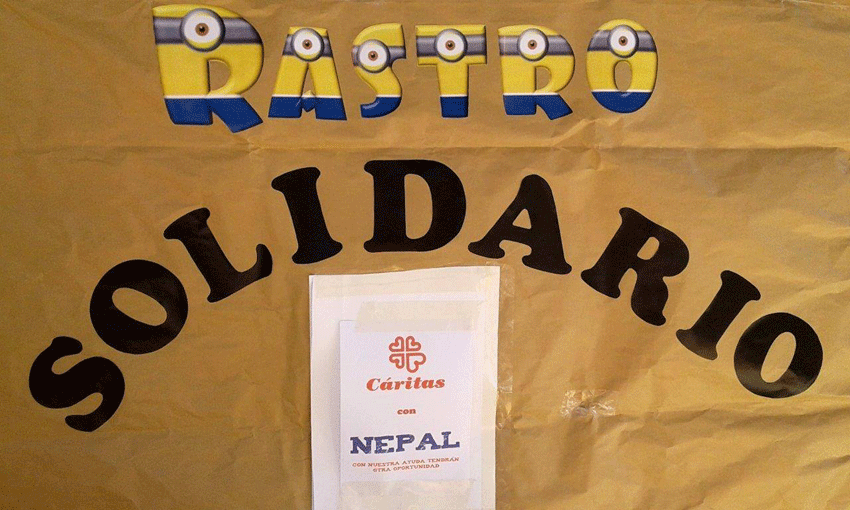 RASTRO
SOLIDARIO
Cáritas
con
NEPAL
CON NUESTRA AYUDA TENDRÁN
OTRA OPORTUNIDAD